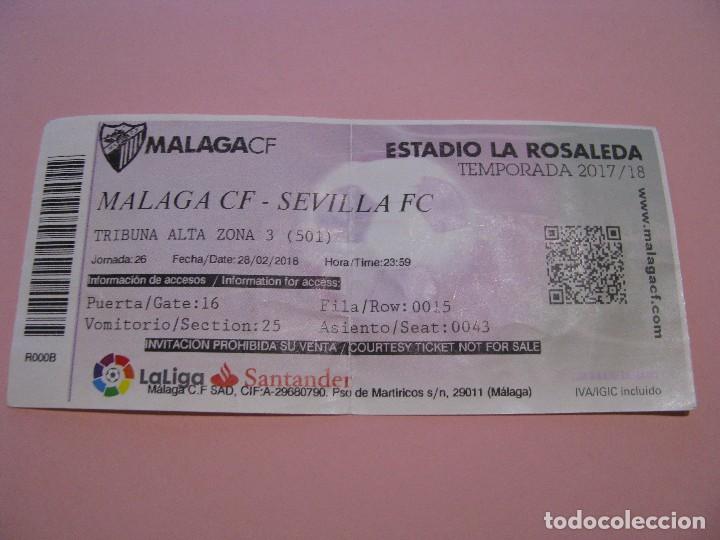 MALAGACF
ESTADIO LA ROSALEDA
TEMPORADA 2017/18
MALAGA CF - SEVILLA FC
TRIBUNA ALTA ZONA 3 (501)
Jornada: 26 Fecha/Date: 28/02/2018 Hora/Time: 23:59
Información de accesos / Information for access:
Puerta/Gate:16 Fila/Row:0015
Vomitorio/Section:25 Asiento/Seat:0043
INVITACION PROHIBIDA SU VENTA / COURTESY TICKET NOT FOR SALE
LaLiga Santander
Málaga C.F SAD, CIF:A-29680790. Pso de Martiricos s/n, 29011 (Málaga)
IVA/IGIC incluido
www.malagacf.com
R000B
todocoleccion
todocoleccion.net